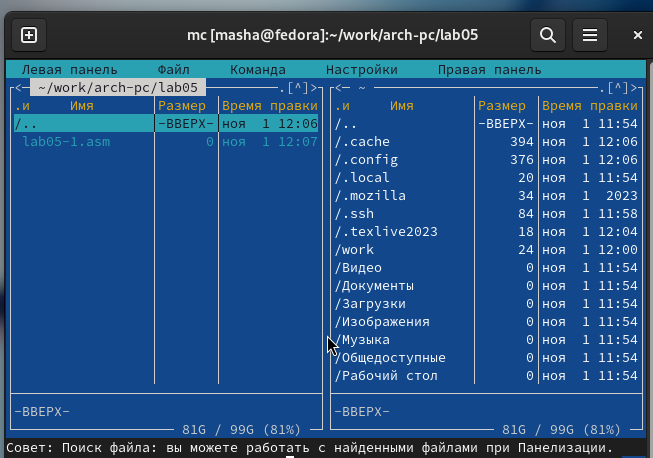 mc [masha@fedora]:~/work/arch-pc/lab05
Левая панель Файл Команда Настройки Правая панель
<─ ~/work/arch-pc/lab05 .[^]>
.и Имя Размер Время правки
/.. -ВВЕРХ- ноя 1 12:06
lab05-1.asm 0 ноя 1 12:07
-ВВЕРХ-
81G / 99G (81%)
<─ ~ .[^]>
.и Имя Размер Время правки
/.. -ВВЕРХ- ноя 1 11:54
/.cache 394 ноя 1 12:06
/.config 376 ноя 1 12:06
/.local 20 ноя 1 11:54
/.mozilla 34 ноя 1 2023
/.ssh 84 ноя 1 11:58
/.texlive2023 18 ноя 1 12:04
/work 24 ноя 1 12:00
/Видео 0 ноя 1 11:54
/Документы 0 ноя 1 11:54
/Загрузки 0 ноя 1 11:54
/Изображения 0 ноя 1 11:54
/Музыка 0 ноя 1 11:54
/Общедоступные 0 ноя 1 11:54
/Рабочий стол 0 ноя 1 11:54
-ВВЕРХ-
81G / 99G (81%)
Совет: Поиск файла: вы можете работать с найденными файлами при Панелизации.